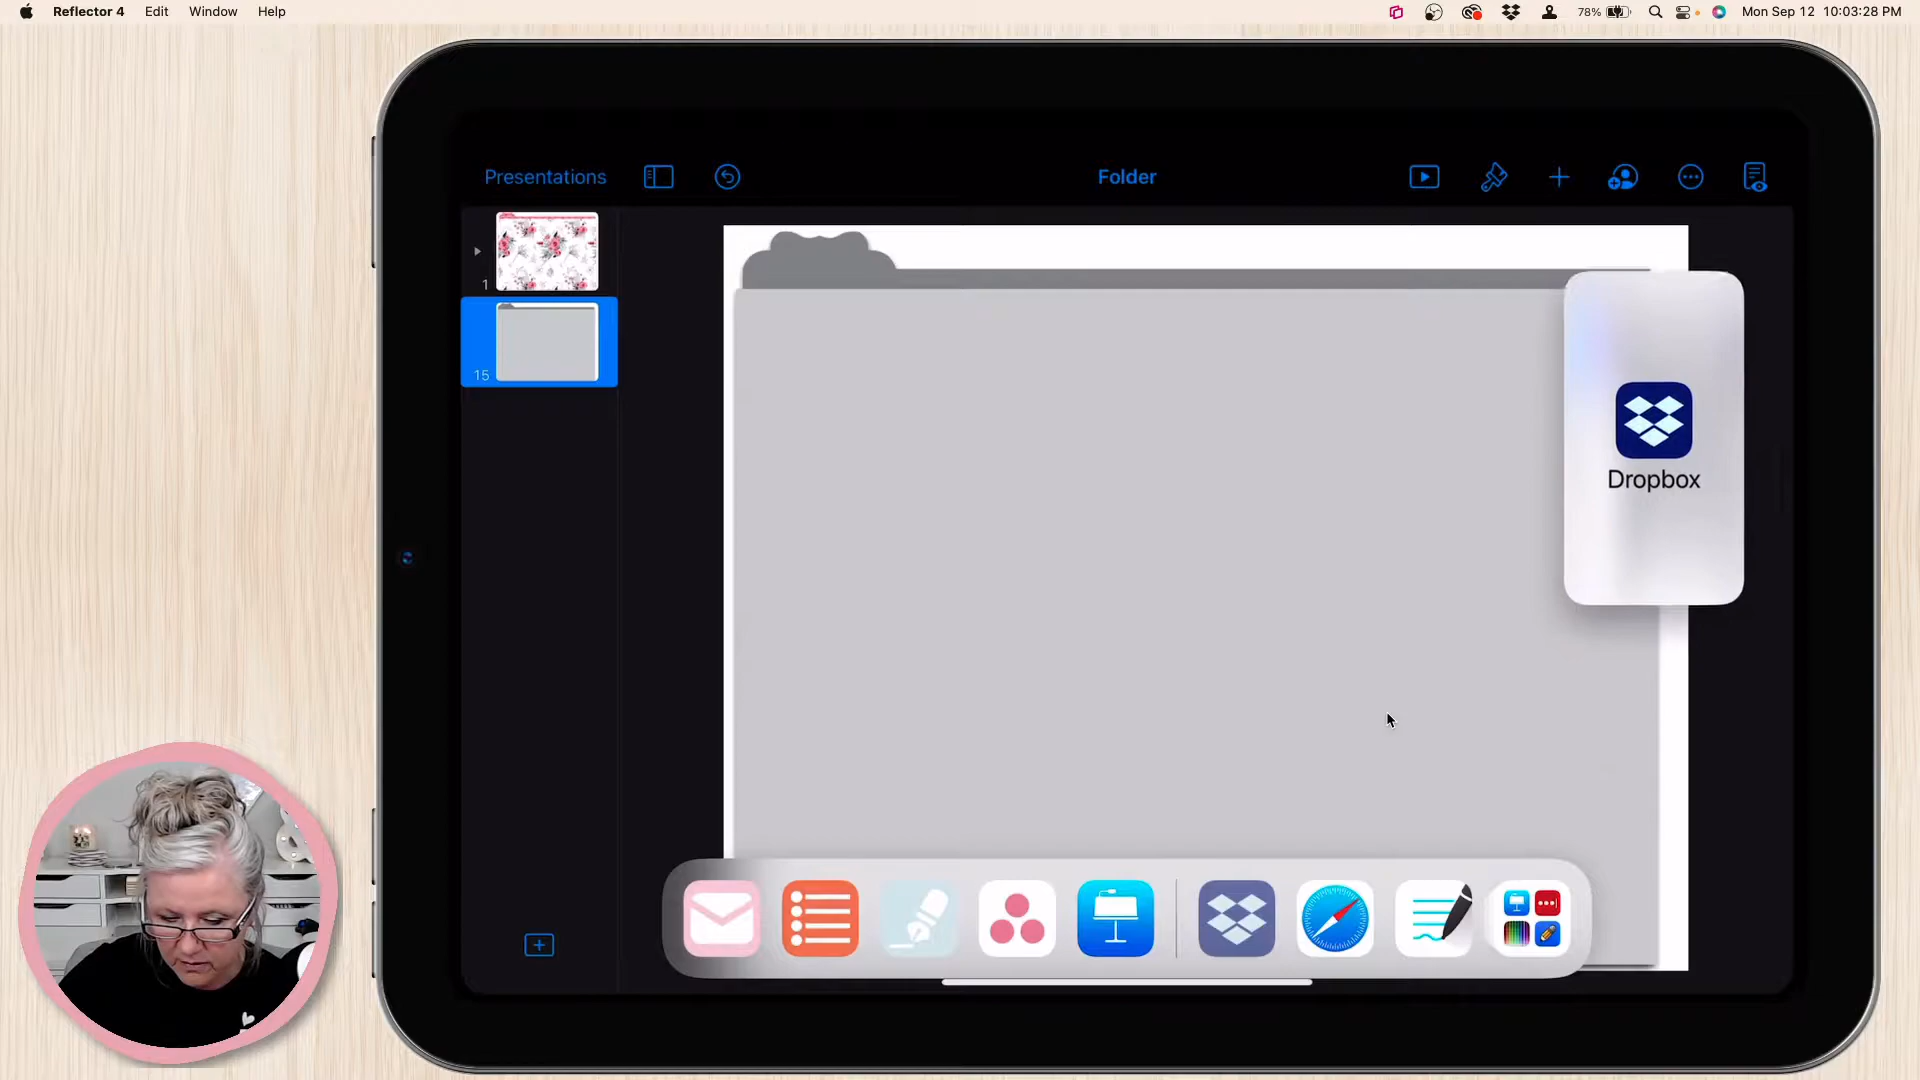 Reflector 4 Edit Window Help 78% Mon Sep 12 10:03:28 PM
Presentations Folder
1
15
Dropbox